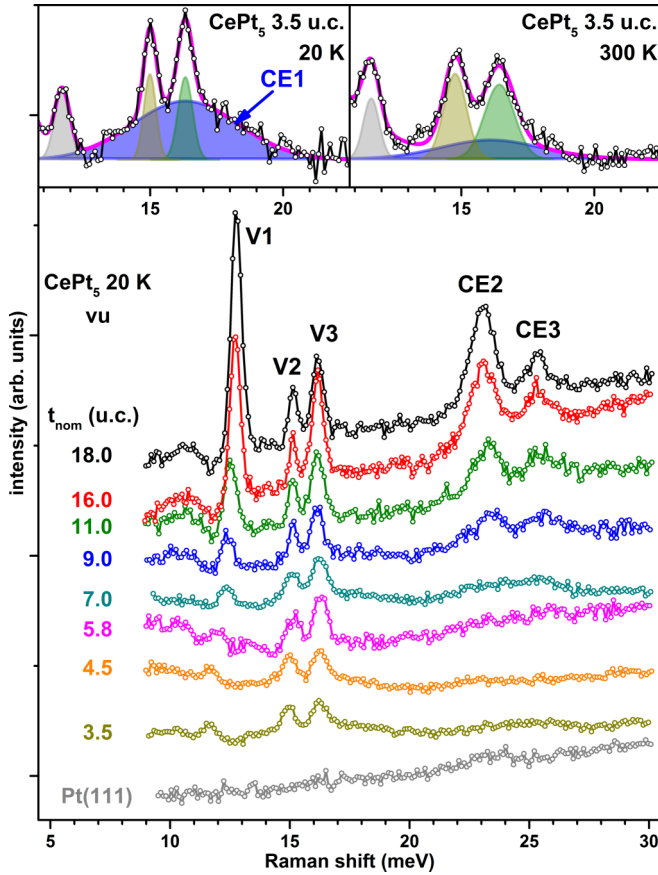 CePt₅ 3.5 u.c.
20 K
CE1
15
20
CePt₅ 3.5 u.c.
300 K
15
20
V1
CePt₅ 20 K
vu
CE2
CE3
V3
V2
tnom (u.c.)
18.0
16.0
11.0
9.0
7.0
5.8
4.5
3.5
Pt(111)
intensity (arb. units)
5
10
15
20
25
30
Raman shift (meV)